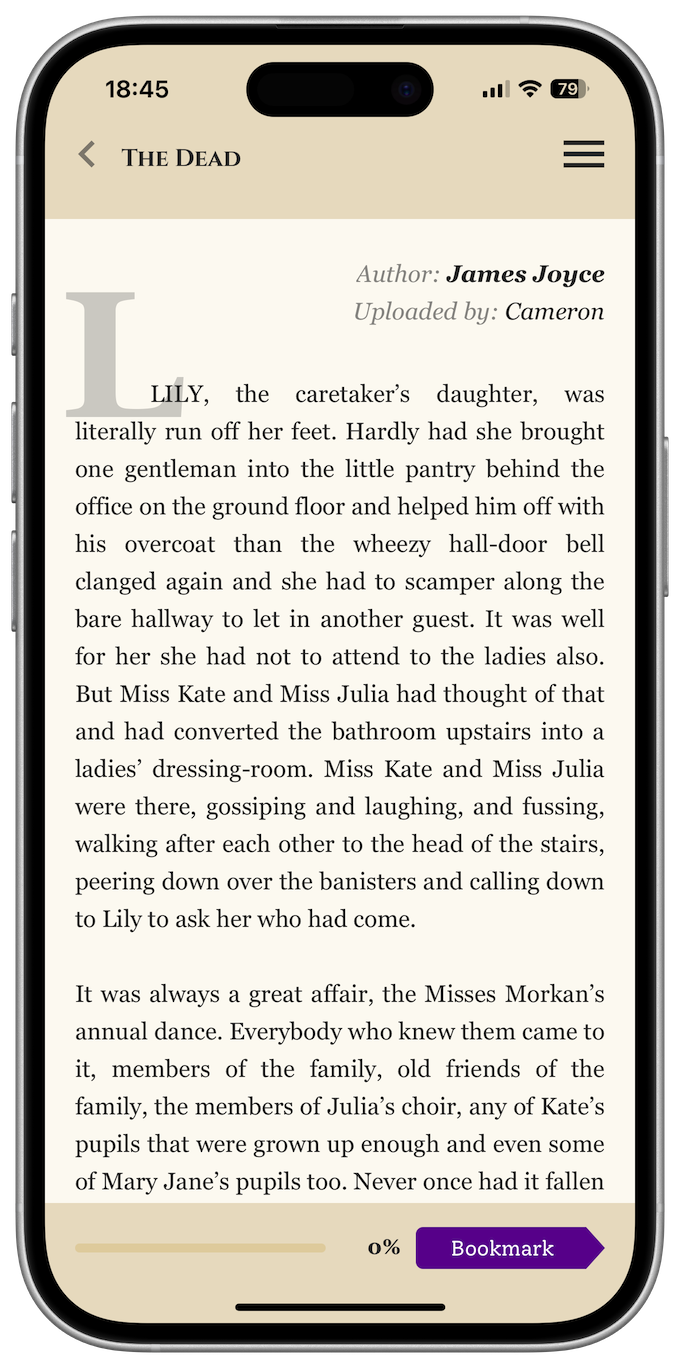 18:45
79
THE DEAD
Author: James Joyce
Uploaded by: Cameron
L
LILY, the caretaker’s daughter, was
literally run off her feet. Hardly had she brought
one gentleman into the little pantry behind the
office on the ground floor and helped him off with
his overcoat than the wheezy hall-door bell
clanged again and she had to scamper along the
bare hallway to let in another guest. It was well
for her she had not to attend to the ladies also.
But Miss Kate and Miss Julia had thought of that
and had converted the bathroom upstairs into a
ladies’ dressing-room. Miss Kate and Miss Julia
were there, gossiping and laughing, and fussing,
walking after each other to the head of the stairs,
peering down over the banisters and calling down
to Lily to ask her who had come.
It was always a great affair, the Misses Morkan’s
annual dance. Everybody who knew them came to
it, members of the family, old friends of the
family, the members of Julia’s choir, any of Kate’s
pupils that were grown up enough and even some
of Mary Jane’s pupils too. Never once had it fallen
0%
Bookmark